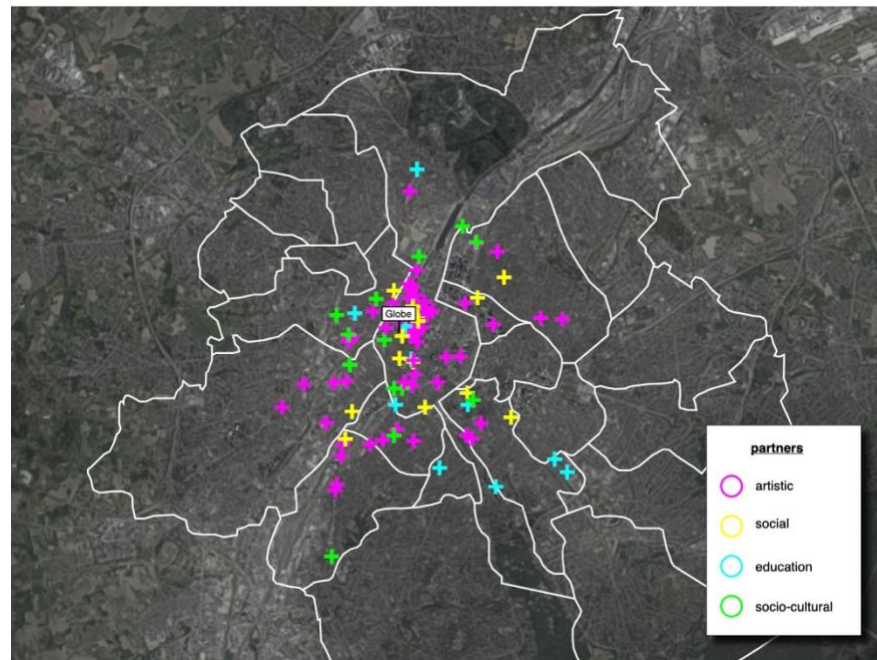 Globe
partners
artistic
social
education
socio-cultural